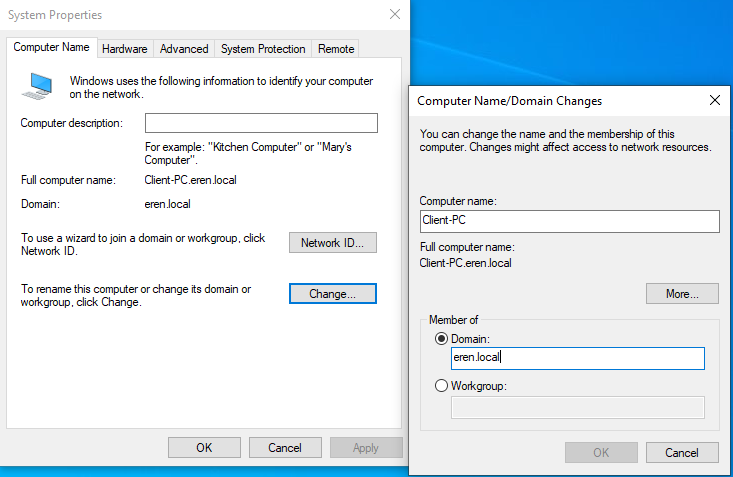 System Properties
Computer Name
Hardware
Advanced
System Protection
Remote
Windows uses the following information to identify your computer
on the network.
Computer description:
For example: "Kitchen Computer" or "Mary's
Computer".
Full computer name:
Client-PC.eren.local
Domain:
eren.local
To use a wizard to join a domain or workgroup, click
Network ID.
Network ID...
To rename this computer or change its domain or
workgroup, click Change.
Change...
OK
Cancel
Apply
Computer Name/Domain Changes
You can change the name and the membership of this
computer. Changes might affect access to network resources.
Computer name:
Client-PC
Full computer name:
Client-PC.eren.local
More...
Member of
Domain:
eren.local
Workgroup:
OK
Cancel